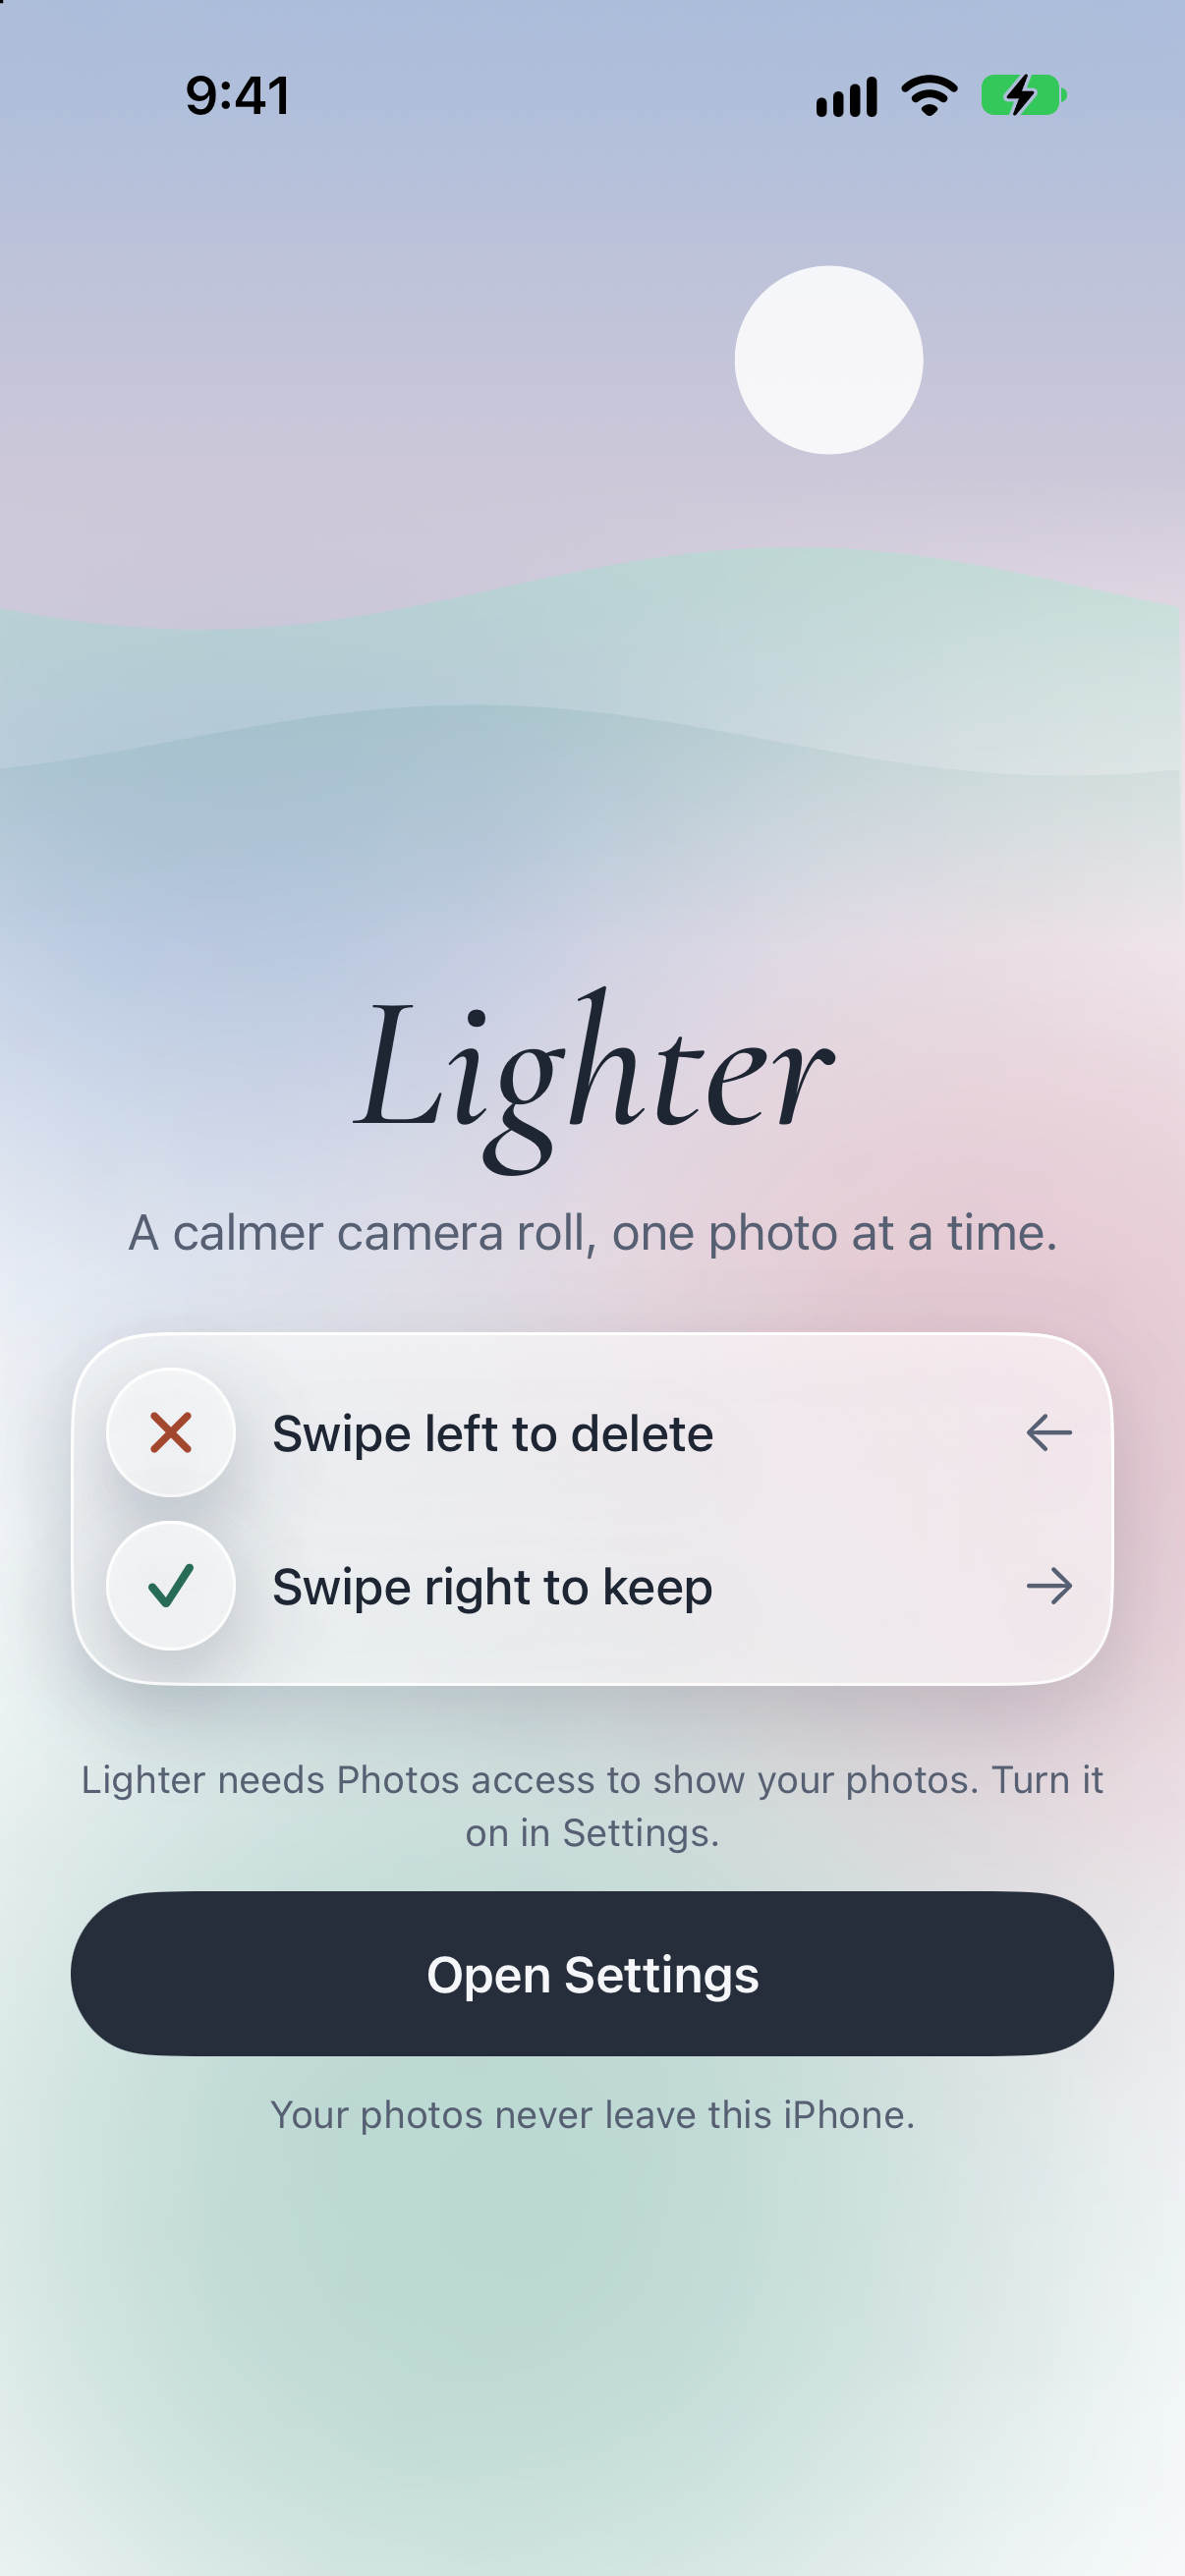 9:41
Lighter
A calmer camera roll, one photo at a time.
Swipe left to delete
Swipe right to keep
Lighter needs Photos access to show your photos. Turn it
on in Settings.
Open Settings
Your photos never leave this iPhone.